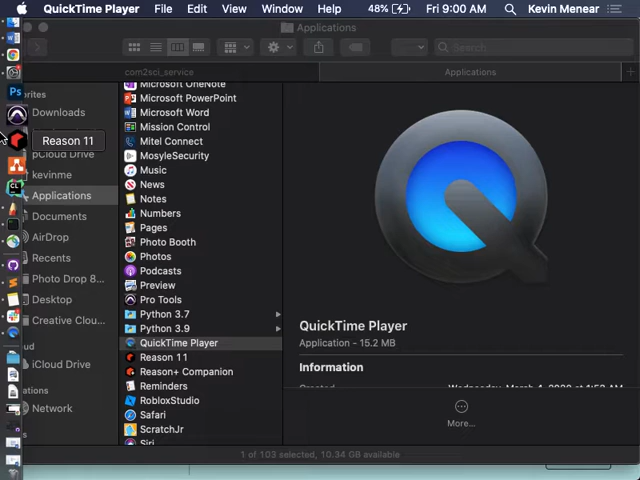 QuickTime Player File Edit View Window Help 48% Fri 9:00 AM Kevin Menear
Applications
Search
com2sci_service Applications
Downloads
Reason 11
pCloud Drive
kevinme
Applications
Documents
AirDrop
Recents
Photo Drop 8...
Desktop
Creative Clou...
iCloud Drive
Network
Microsoft OneNote
Microsoft PowerPoint
Microsoft Word
Mission Control
Mitel Connect
MosyleSecurity
Music
News
Notes
Numbers
Pages
Photo Booth
Photos
Podcasts
Preview
Pro Tools
Python 3.7
Python 3.9
QuickTime Player
Reason 11
Reason+ Companion
Reminders
RobloxStudio
Safari
ScratchJr
Siri
QuickTime Player
Application - 15.2 MB
Information
Created
More...
1 of 103 selected, 10.34 GB available